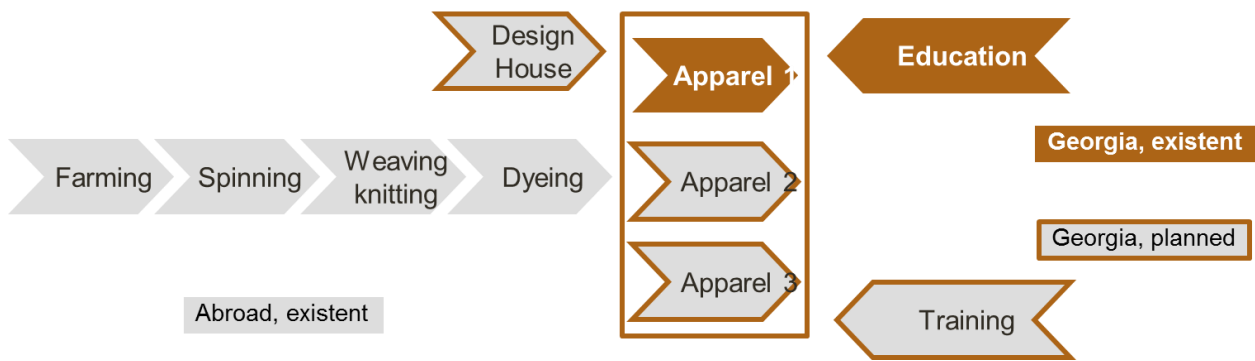 Design
House
Apparel 1
Education
Georgia, existent
Farming
Spinning
Weaving
knitting
Dyeing
Apparel 2
Georgia, planned
Apparel 3
Abroad, existent
Training